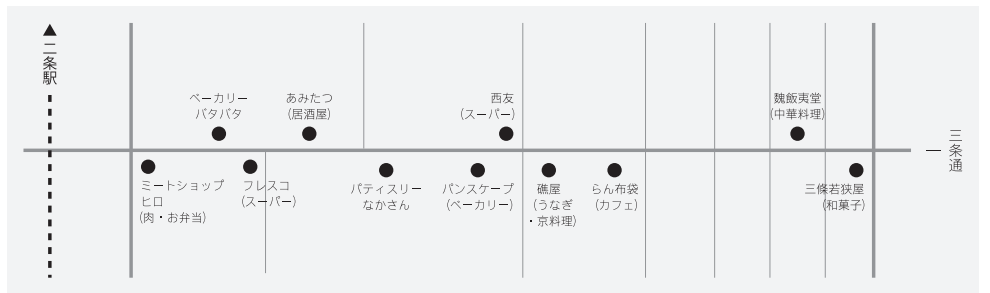 ▲二条駅
ベーカリー
バタバタ
あみたつ
(居酒屋)
西友
(スーパー)
魏飯夷堂
(中華料理)
三条通
ミートショップ
ヒロ
(肉・お弁当)
フレスコ
(スーパー)
パティスリー
なかさん
パンスケープ
(ベーカリー)
礁屋
(うなぎ
・京料理)
らん布袋
(カフェ)
三條若狭屋
(和菓子)